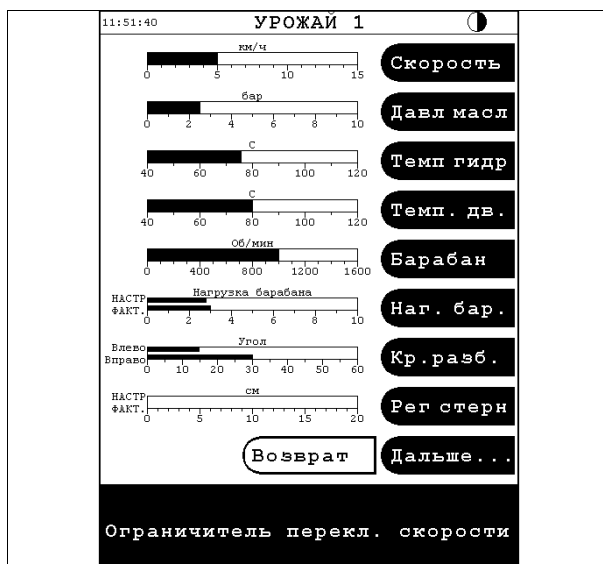 11:51:40 УРОЖАЙ 1
км/ч
0 5 10 15
Скорость
бар
0 2 4 6 8 10
Давл масл
С
40 60 80 100 120
Темп гидр
С
40 60 80 100 120
Темп. дв.
Об/мин
0 400 800 1200 1600
Барабан
Нагрузка барабана
НАСТР
ФАКТ.
0 2 4 6 8 10
Наг. бар.
Угол
Влево
Вправо
0 10 20 30 40 50 60
Кр.разб.
см
НАСТР
ФАКТ.
0 5 10 15 20
Рег стерн
Возврат Дальше...
Ограничитель перекл. скорости